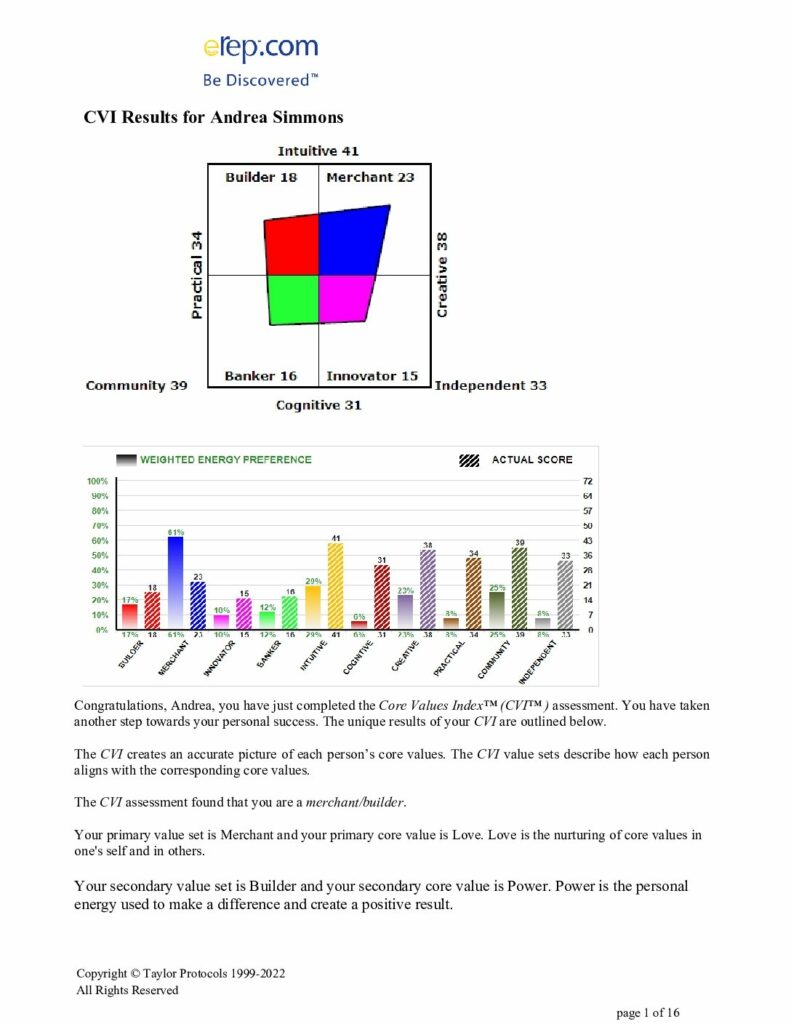 erep.com
Be Discovered™
CVI Results for Andrea Simmons
Intuitive 41
Builder 18 Merchant 23
Practical 34
Creative 38
Banker 16 Innovator 15
Community 39 Independent 33
Cognitive 31
WEIGHTED ENERGY PREFERENCE ACTUAL SCORE
100% 72
90% 64
80% 57
70% 50
60% 43
50% 36
40% 28
30% 21
20% 14
10% 7
0% 0
17% 18 61% 23 10% 15 12% 16 29% 41 6% 31 23% 38 8% 34 25% 39 8% 33
17% 18 61% 23 10% 15 12% 16 29% 41 6% 31 23% 38 8% 34 25% 39 8% 33
BUILDER MERCHANT INNOVATOR BANKER INTUITIVE COGNITIVE CREATIVE PRACTICAL COMMUNITY INDEPENDENT
Congratulations, Andrea, you have just completed the Core Values Index™ (CVI™ ) assessment. You have taken
another step towards your personal success. The unique results of your CVI are outlined below.
The CVI creates an accurate picture of each person’s core values. The CVI value sets describe how each person
aligns with the corresponding core values.
The CVI assessment found that you are a merchant/builder.
Your primary value set is Merchant and your primary core value is Love. Love is the nurturing of core values in
one's self and in others.
Your secondary value set is Builder and your secondary core value is Power. Power is the personal
energy used to make a difference and create a positive result.
Copyright © Taylor Protocols 1999-2022
All Rights Reserved
page 1 of 16